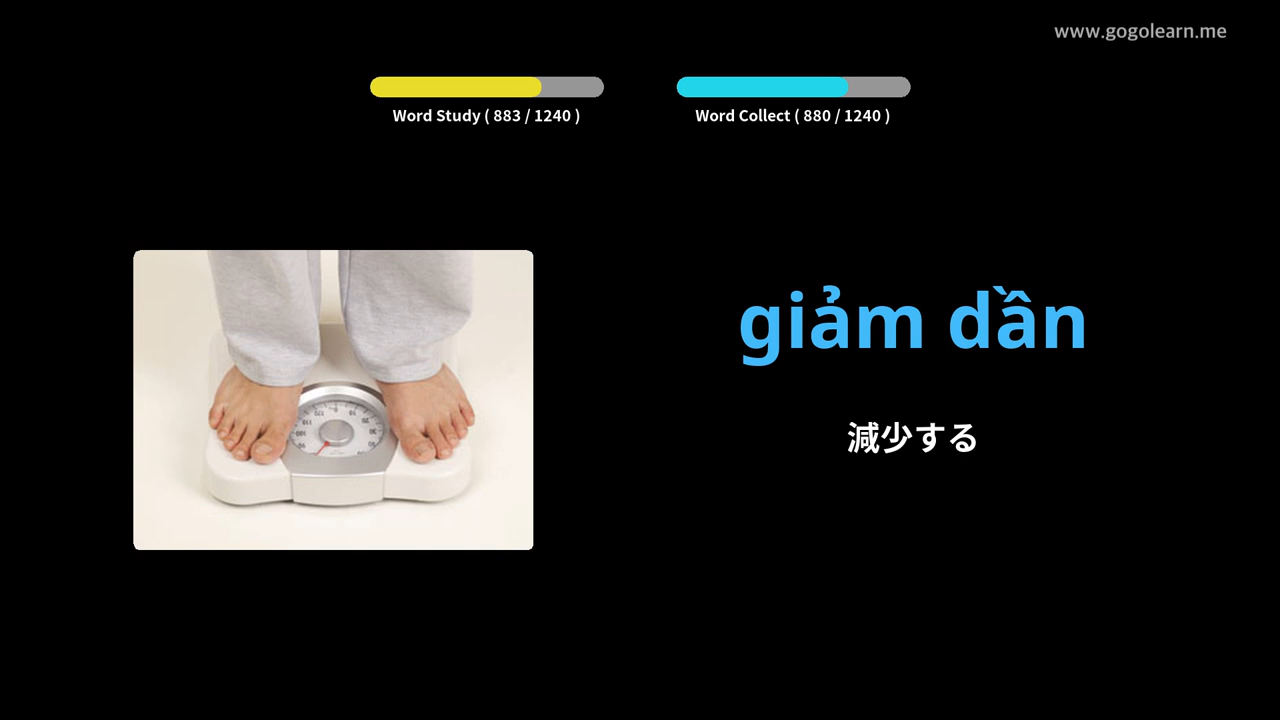 www.gogolearn.me
Word Study ( 883 / 1240 )
Word Collect ( 880 / 1240 )
giảm dần
減少する